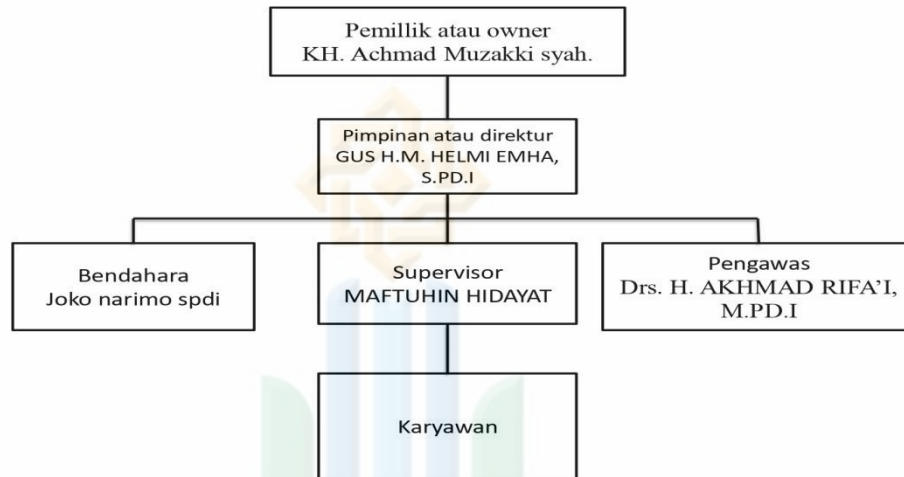 Pemillik atau owner
KH. Achmad Muzakki syah.
Pimpinan atau direktur
GUS H.M. HELMI EMHA,
S.PD.I
Bendahara
Joko narimo spdi
Supervisor
MAFTUHIN HIDAYAT
Pengawas
Drs. H. AKHMAD RIFA'I,
M.PD.I
Karyawan